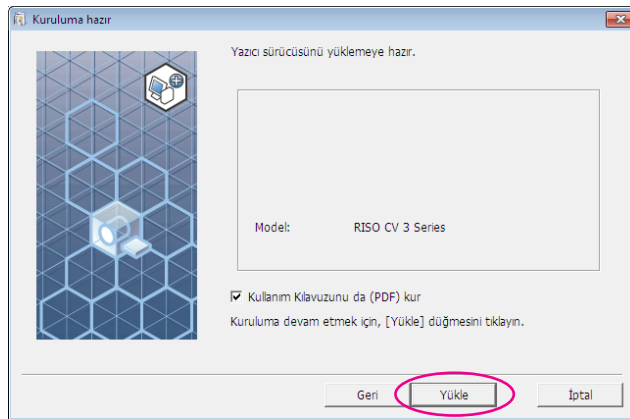 Kuruluma hazır
Yazıcı sürücüsünü yüklemeye hazır.
Model: RISO CV 3 Series
Kullanım Kılavuzunu da (PDF) kur
Kuruluma devam etmek için, [Yükle] düğmesini tıklayın.
Geri Yükle İptal